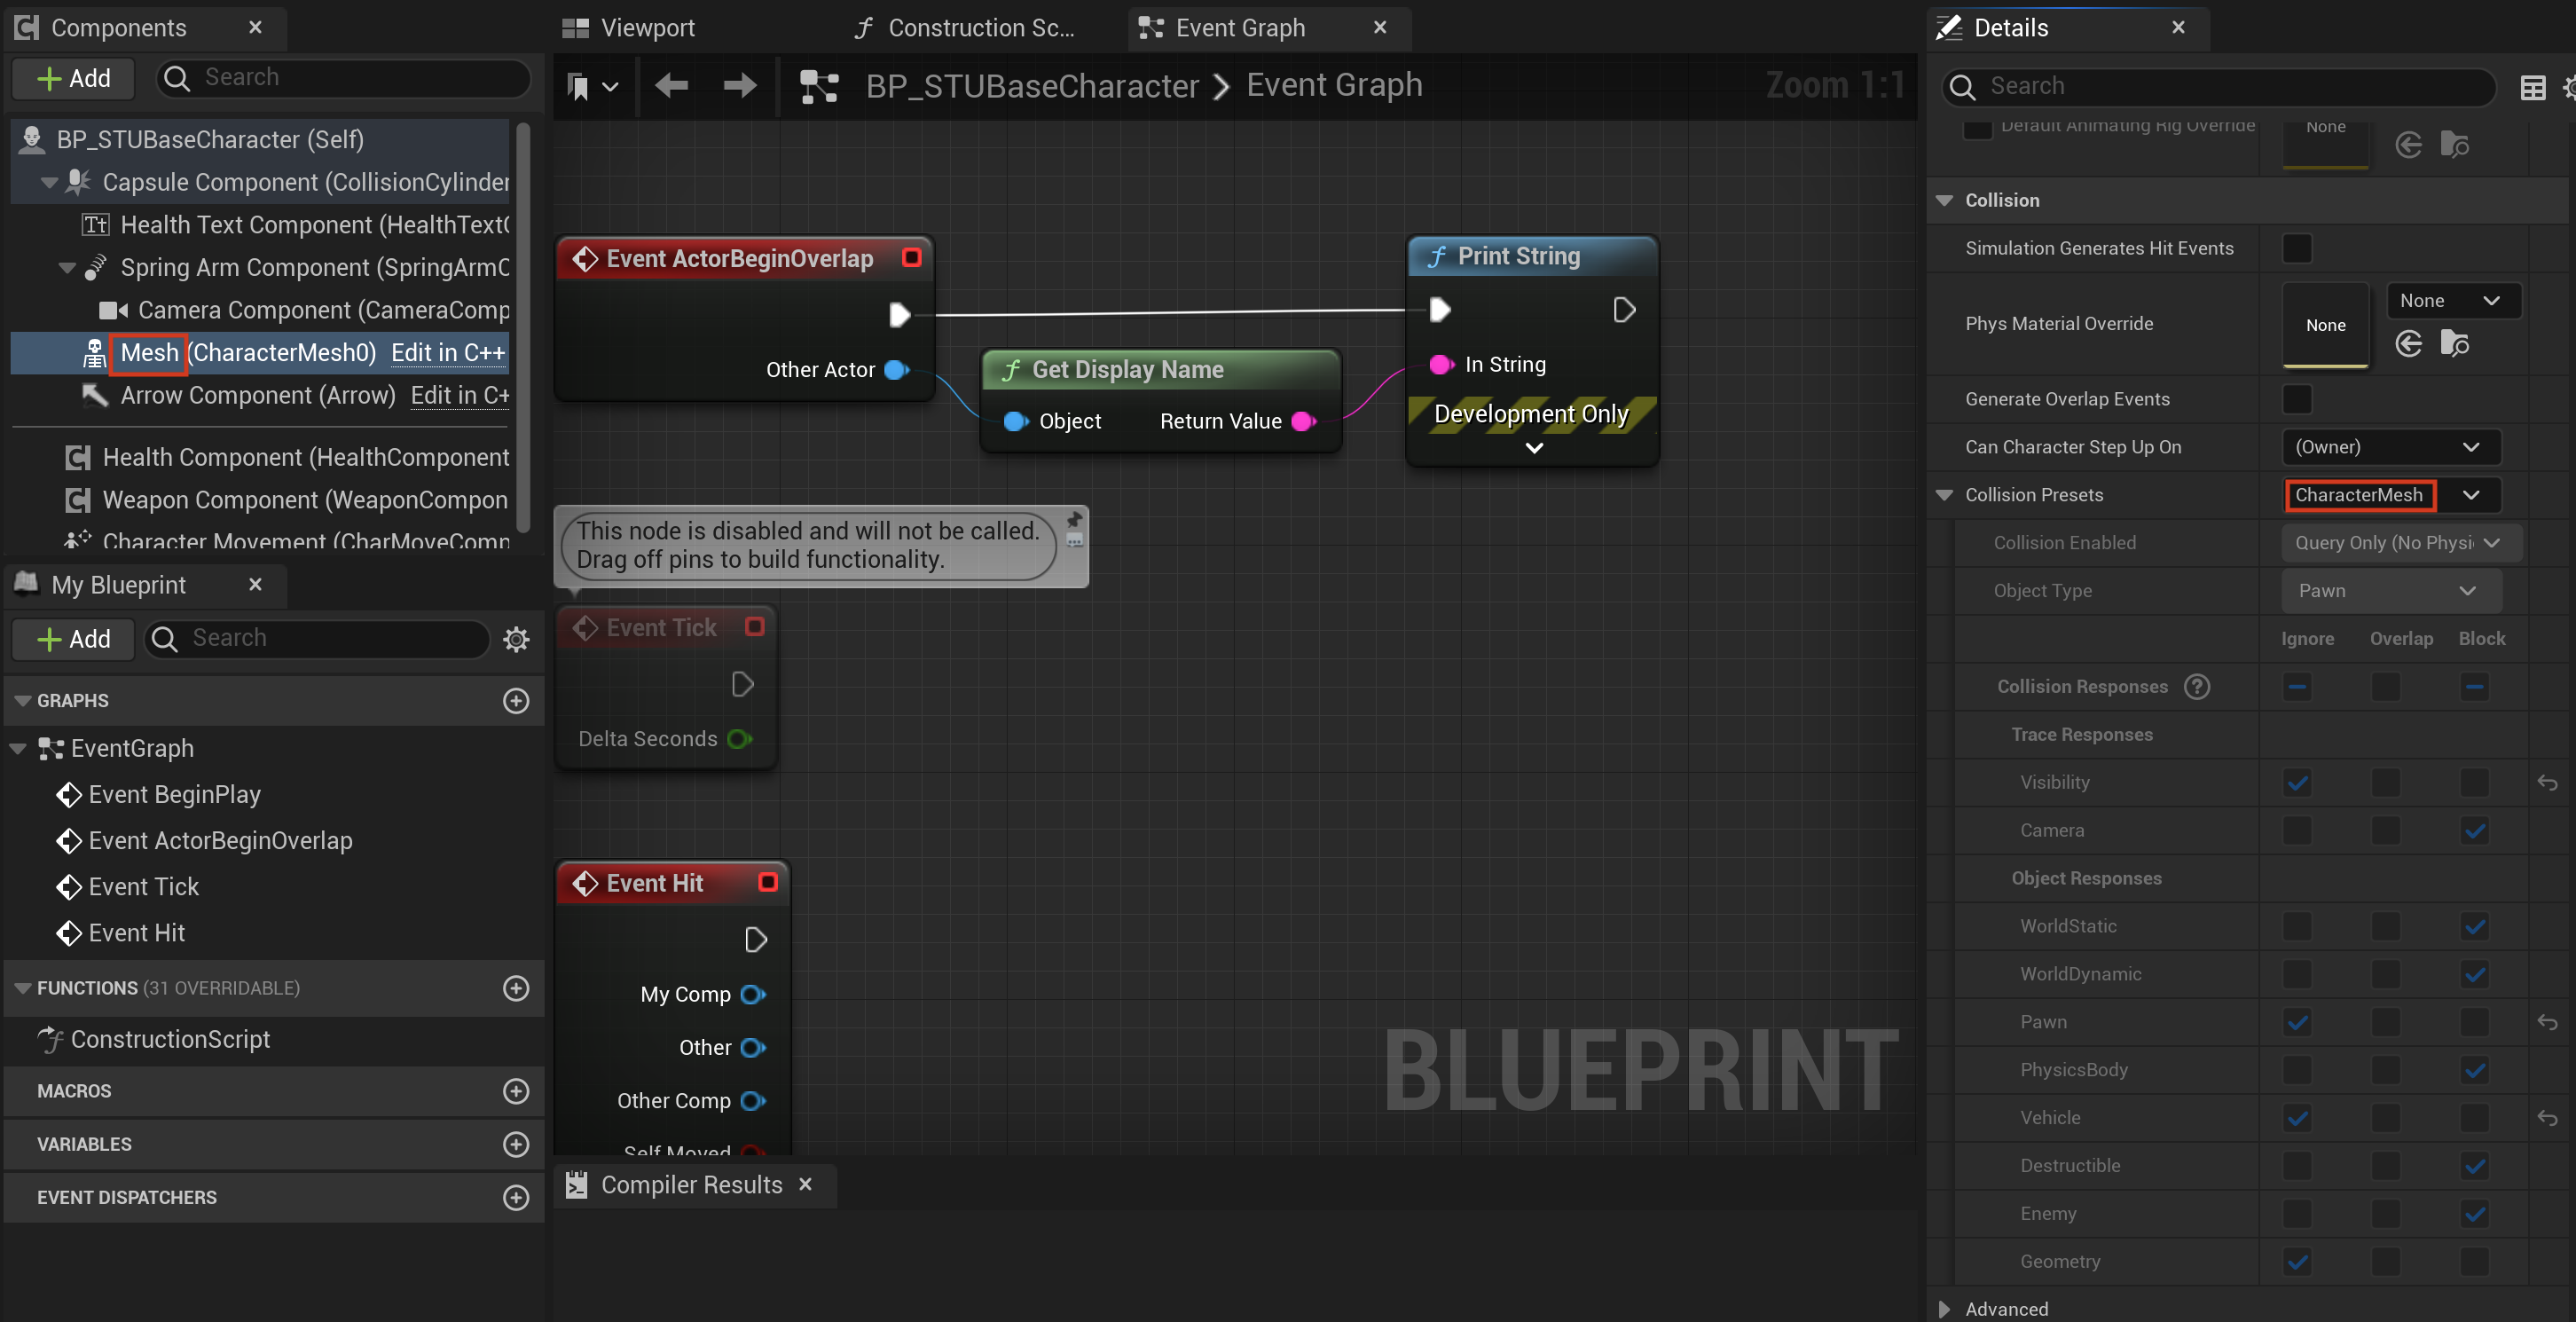 Components
Add
Search
BP_STUBaseCharacter (Self)
Capsule Component (CollisionCylinder
Health Text Component (HealthText
Spring Arm Component (SpringArmC
Camera Component (CameraComp
Mesh (CharacterMesh0) Edit in C++
Arrow Component (Arrow) Edit in C+
Health Component (HealthComponent
Weapon Component (WeaponCompon
Character Movement (CharMoveComp
My Blueprint
Add
Search
GRAPHS
EventGraph
Event BeginPlay
Event ActorBeginOverlap
Event Tick
Event Hit
FUNCTIONS (31 OVERRIDABLE)
ConstructionScript
MACROS
VARIABLES
EVENT DISPATCHERS
Viewport
Construction Sc...
Event Graph
BP_STUBaseCharacter > Event Graph
Zoom 1:1
Event ActorBeginOverlap
Other Actor
Get Display Name
Object Return Value
Print String
In String
Development Only
This node is disabled and will not be called.
Drag off pins to build functionality.
Event Tick
Delta Seconds
Event Hit
My Comp
Other
Other Comp
Self Moved
BLUEPRINT
Compiler Results
Details
Search
Default Animating Rig Override None
Collision
Simulation Generates Hit Events
Phys Material Override None None
Generate Overlap Events
Can Character Step Up On (Owner)
Collision Presets CharacterMesh
Collision Enabled Query Only (No Physi
Object Type Pawn
Ignore Overlap Block
Collision Responses ?
Trace Responses
Visibility
Camera
Object Responses
WorldStatic
WorldDynamic
Pawn
PhysicsBody
Vehicle
Destructible
Enemy
Geometry
Advanced